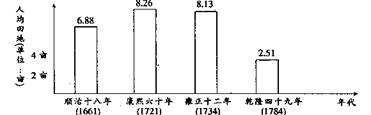 人均田地(单位:亩)
8.26
8.13
6.88
4亩
2.51
2亩
顺治十八年 康熙六十年 雍正十二年 乾隆四十九年 年代
(1661) (1721) (1734) (1784)